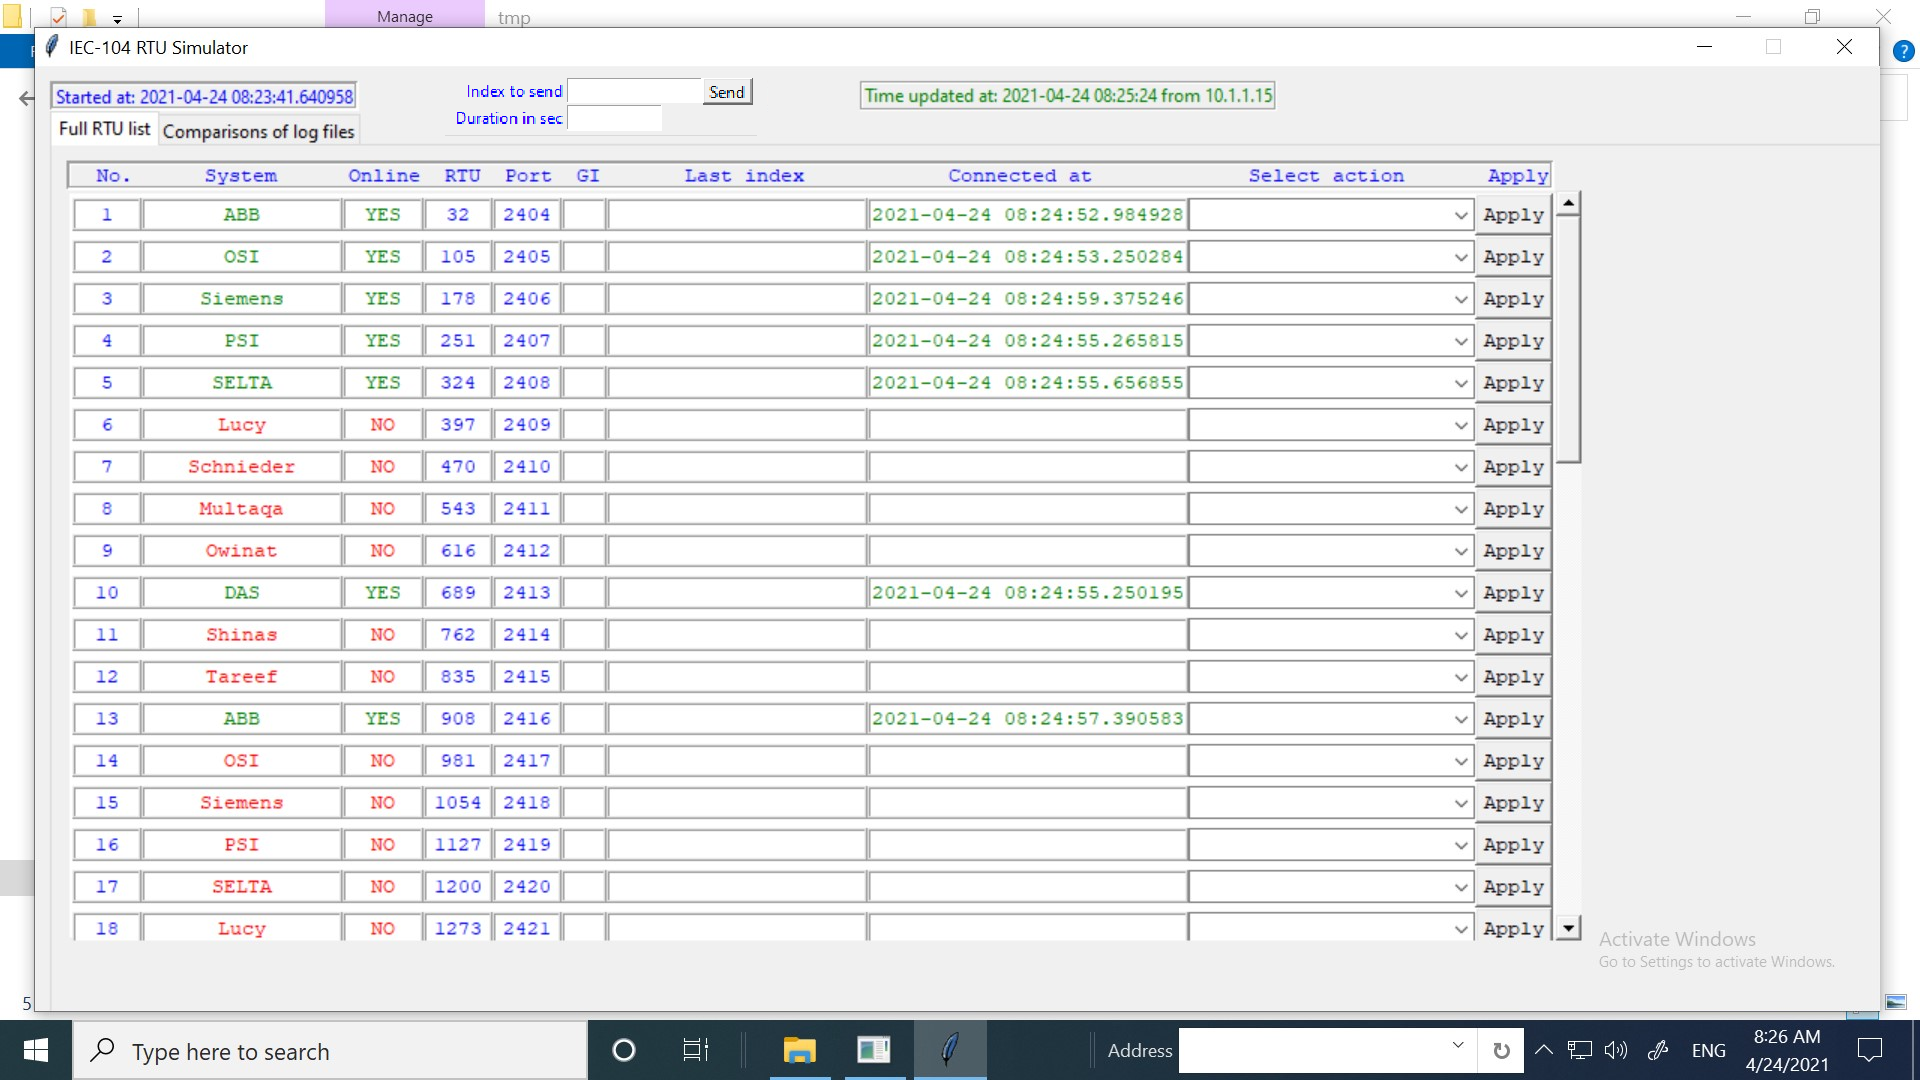 Manage tmp
IEC-104 RTU Simulator
Started at: 2021-04-24 08:23:41.640958
Index to send Send
Duration in sec
Time updated at: 2021-04-24 08:25:24 from 10.1.1.15
Full RTU list Comparisons of log files
No. System Online RTU Port GI Last index Connected at Select action Apply
1 ABB YES 32 2404 2021-04-24 08:24:52.984928 Apply
2 OSI YES 105 2405 2021-04-24 08:24:53.250284 Apply
3 Siemens YES 178 2406 2021-04-24 08:24:59.375246 Apply
4 PSI YES 251 2407 2021-04-24 08:24:55.265815 Apply
5 SELTA YES 324 2408 2021-04-24 08:24:55.656855 Apply
6 Lucy NO 397 2409 Apply
7 Schnieder NO 470 2410 Apply
8 Multaqa NO 543 2411 Apply
9 Owinat NO 616 2412 Apply
10 DAS YES 689 2413 2021-04-24 08:24:55.250195 Apply
11 Shinas NO 762 2414 Apply
12 Tareef NO 835 2415 Apply
13 ABB YES 908 2416 2021-04-24 08:24:57.390583 Apply
14 OSI NO 981 2417 Apply
15 Siemens NO 1054 2418 Apply
16 PSI NO 1127 2419 Apply
17 SELTA NO 1200 2420 Apply
18 Lucy NO 1273 2421 Apply
Activate Windows
Go to Settings to activate Windows.
5
Type here to search
Address
ENG
8:26 AM
4/24/2021